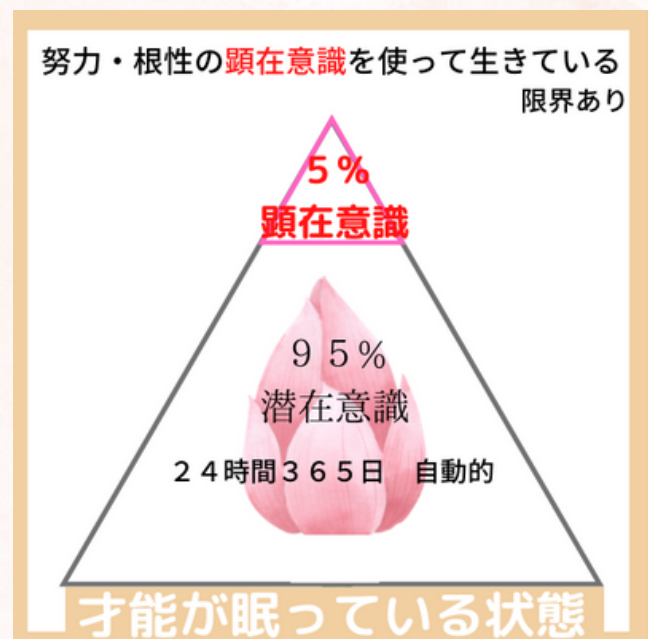 努力・根性の顕在意識を使って生きている
限界あり
５％
顕在意識
９５％
潜在意識
２４時間３６５日　自動的
才能が眠っている状態